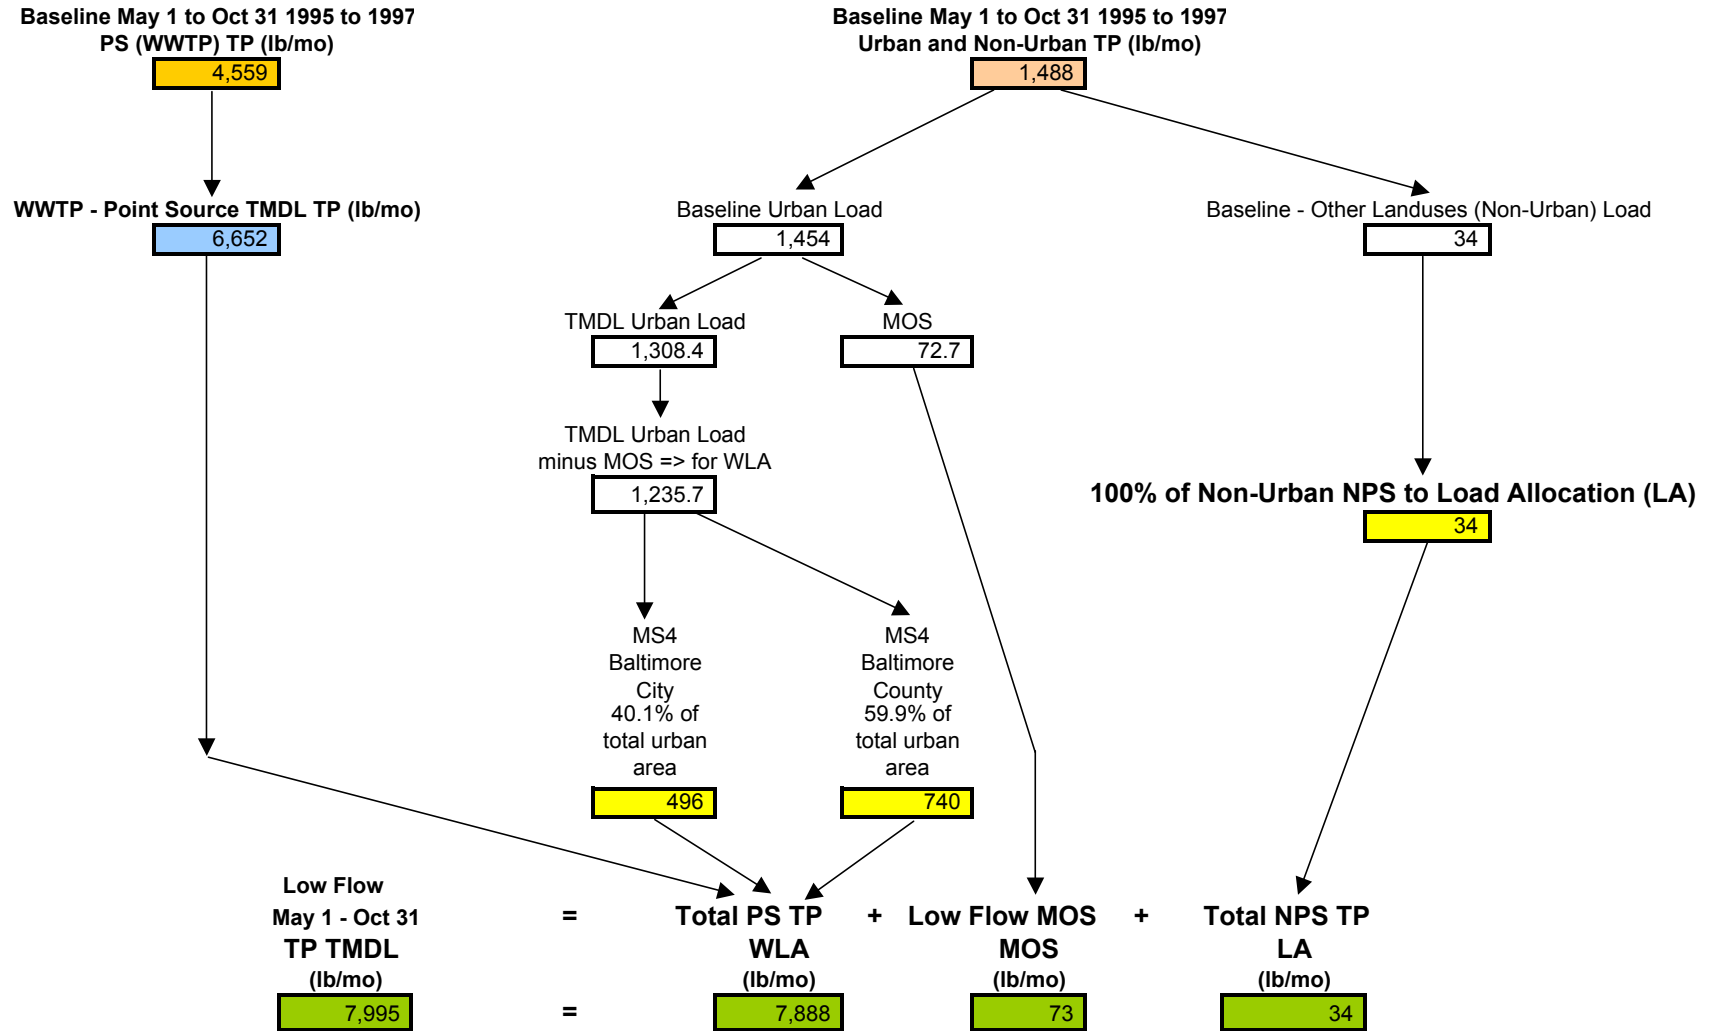 Baseline May 1 to Oct 31 1995 to 1997
PS (WWTP) TP (lb/mo)
4,559
Baseline May 1 to Oct 31 1995 to 1997
Urban and Non-Urban TP (lb/mo)
1,488
WWTP - Point Source TMDL TP (lb/mo)
6,652
Baseline Urban Load
1,454
Baseline - Other Landuses (Non-Urban) Load
34
TMDL Urban Load
1,308.4
MOS
72.7
TMDL Urban Load
minus MOS => for WLA
1,235.7
100% of Non-Urban NPS to Load Allocation (LA)
34
MS4
Baltimore
City
40.1% of
total urban
area
496
MS4
Baltimore
County
59.9% of
total urban
area
740
Low Flow
May 1 - Oct 31
TP TMDL
(lb/mo)
7,995
=
=
Total PS TP
WLA
(lb/mo)
7,888
+
Low Flow MOS
MOS
(lb/mo)
73
+
Total NPS TP
LA
(lb/mo)
34